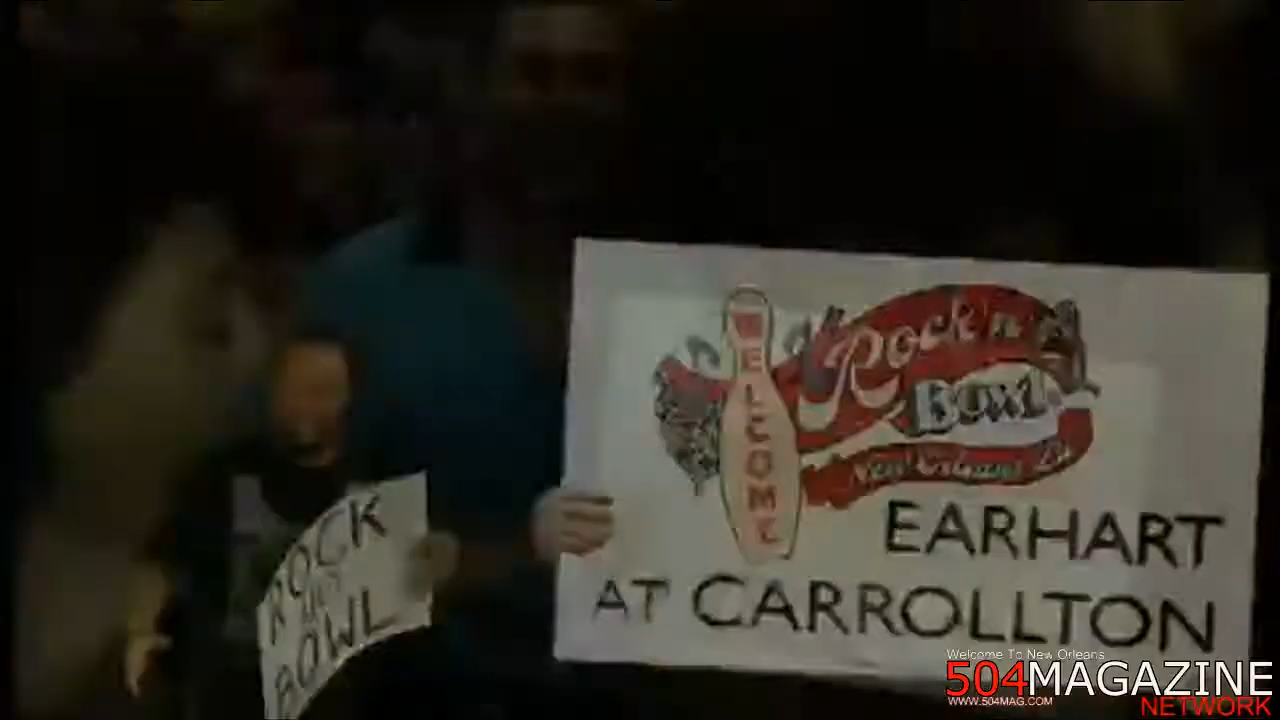 WELCOME
Rock'n'
BOWL
New Orleans, La
EARHART
AT CARROLLTON
ROCK
BOWL
Welcome To New Orleans
504MAGAZINE
WWW.504MAG.COM
NETWORK